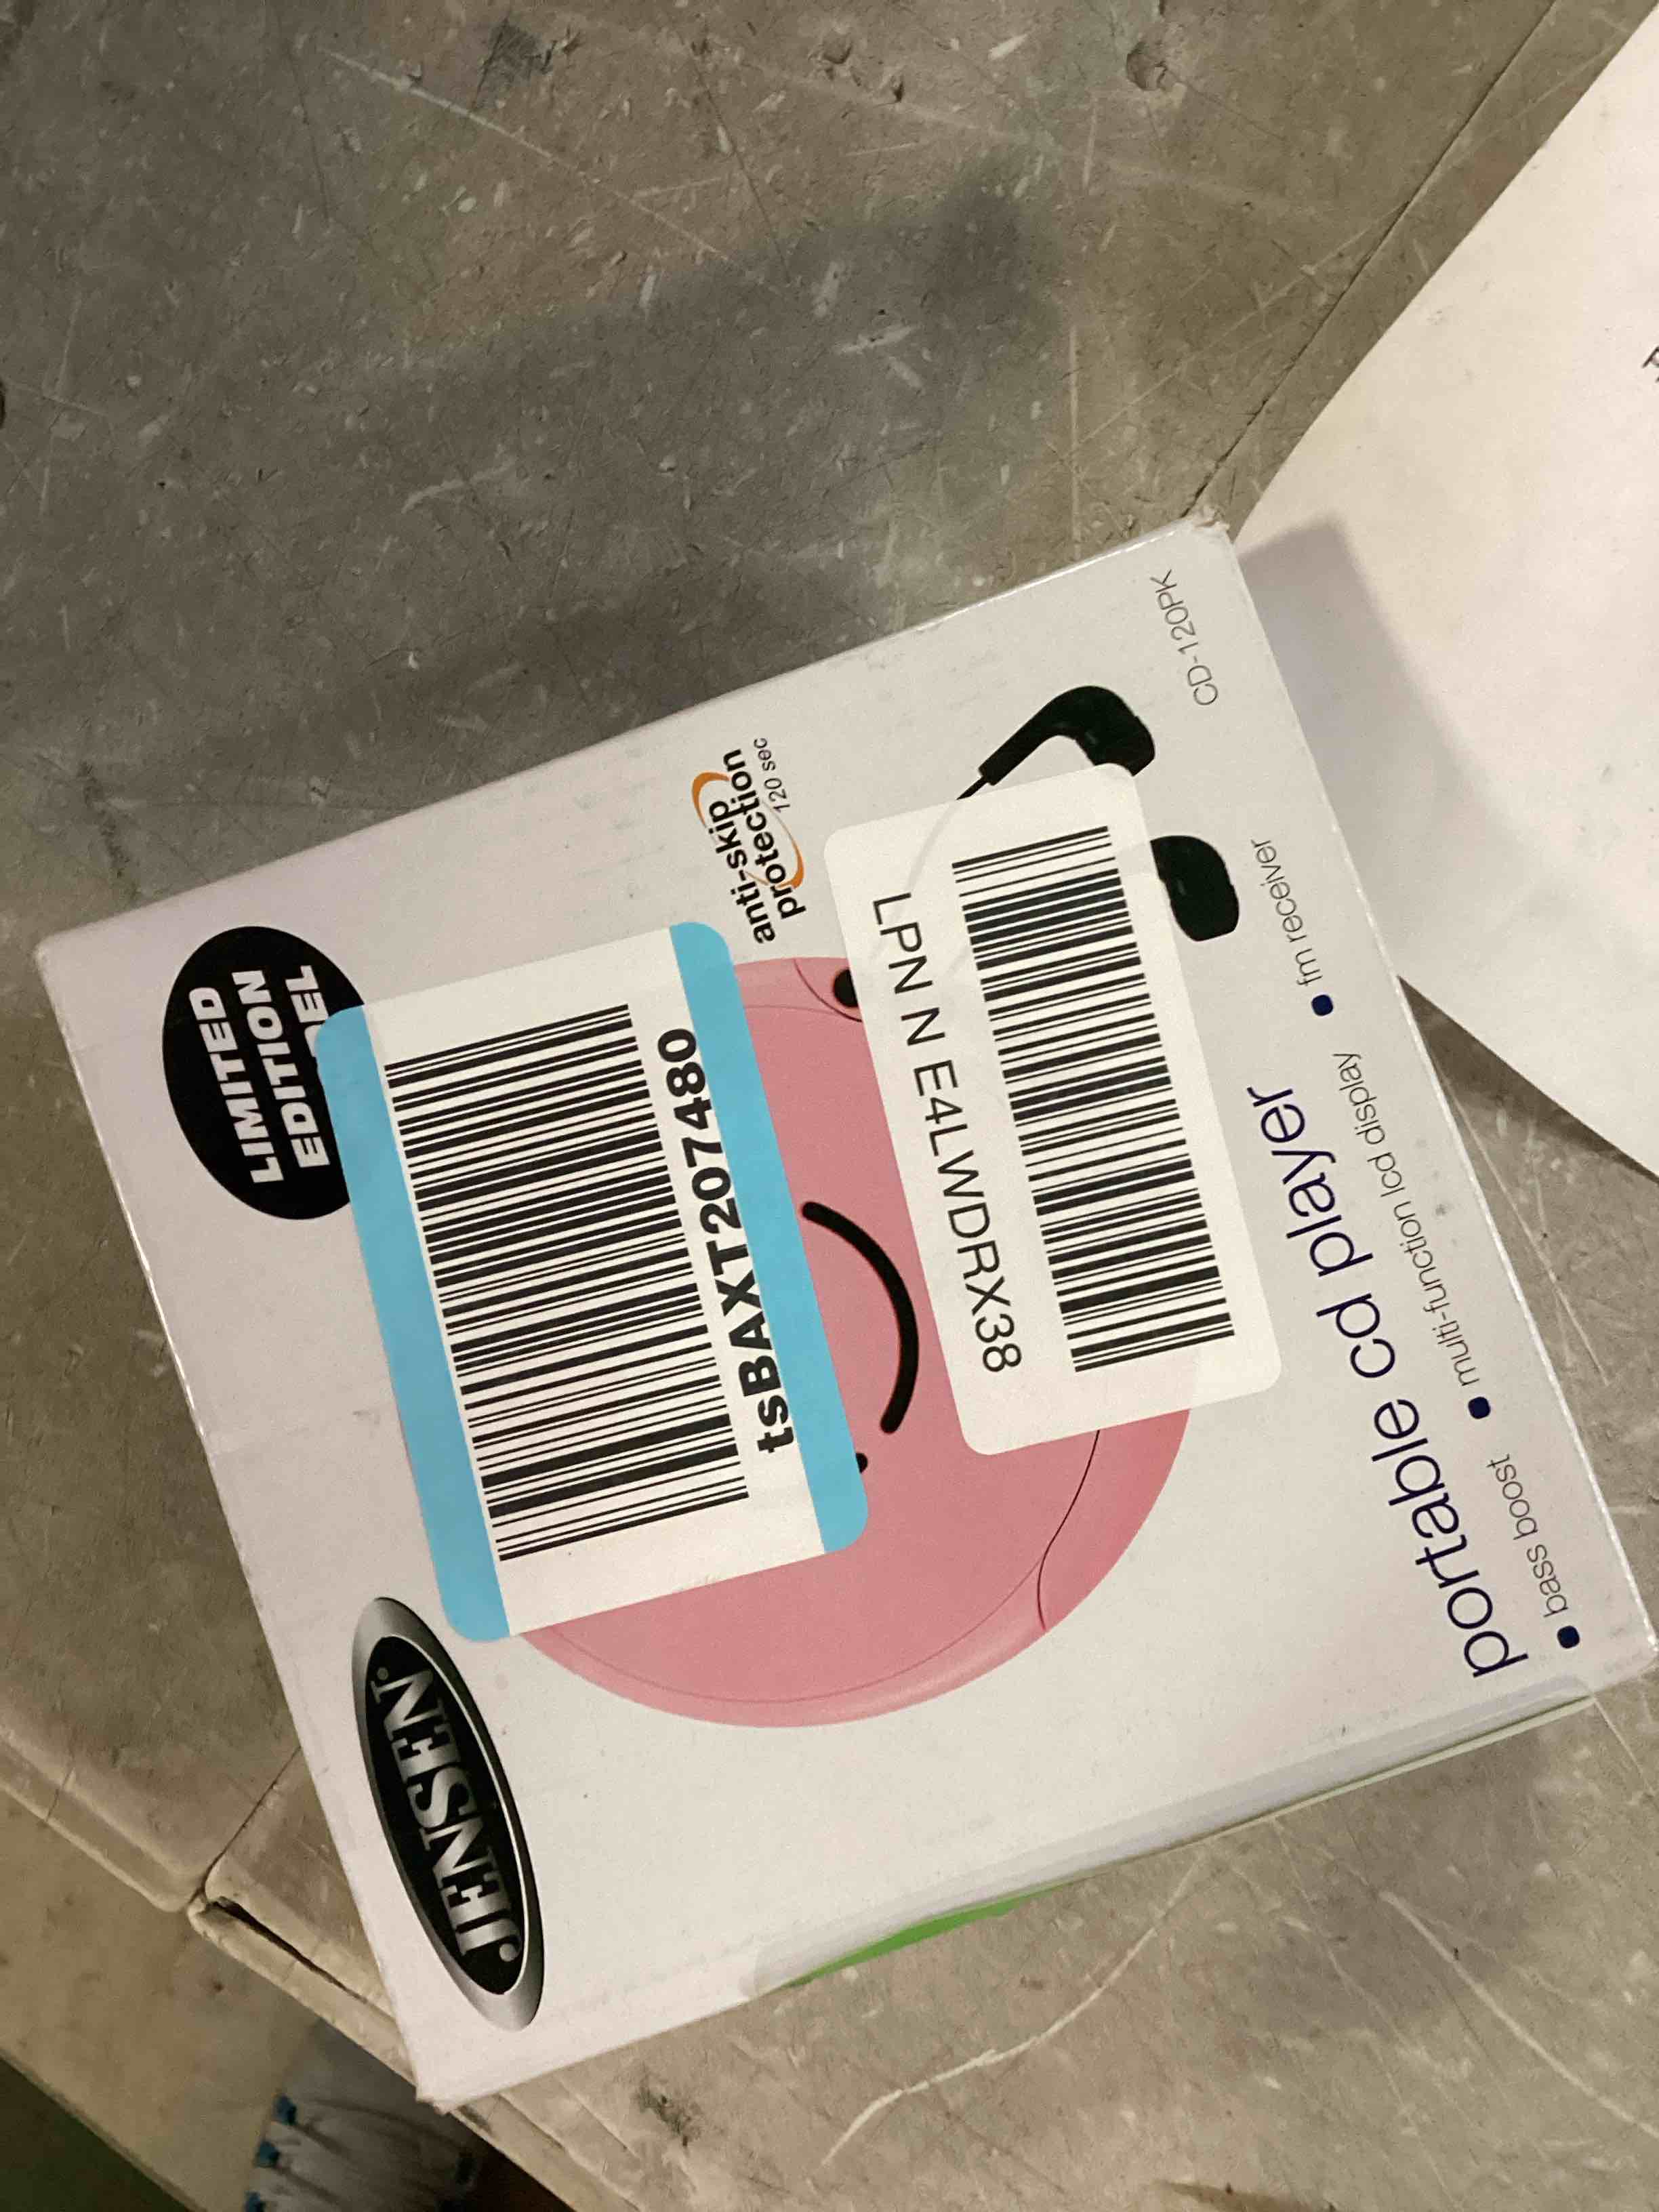 JENSEN®
LIMITED
EDITION
anti-skip
protection
120 sec
tsBAXT207480
LPN N E4LWDRX38
portable cd player
• bass boost • multi-function lcd display • fm receiver
CD-120PK